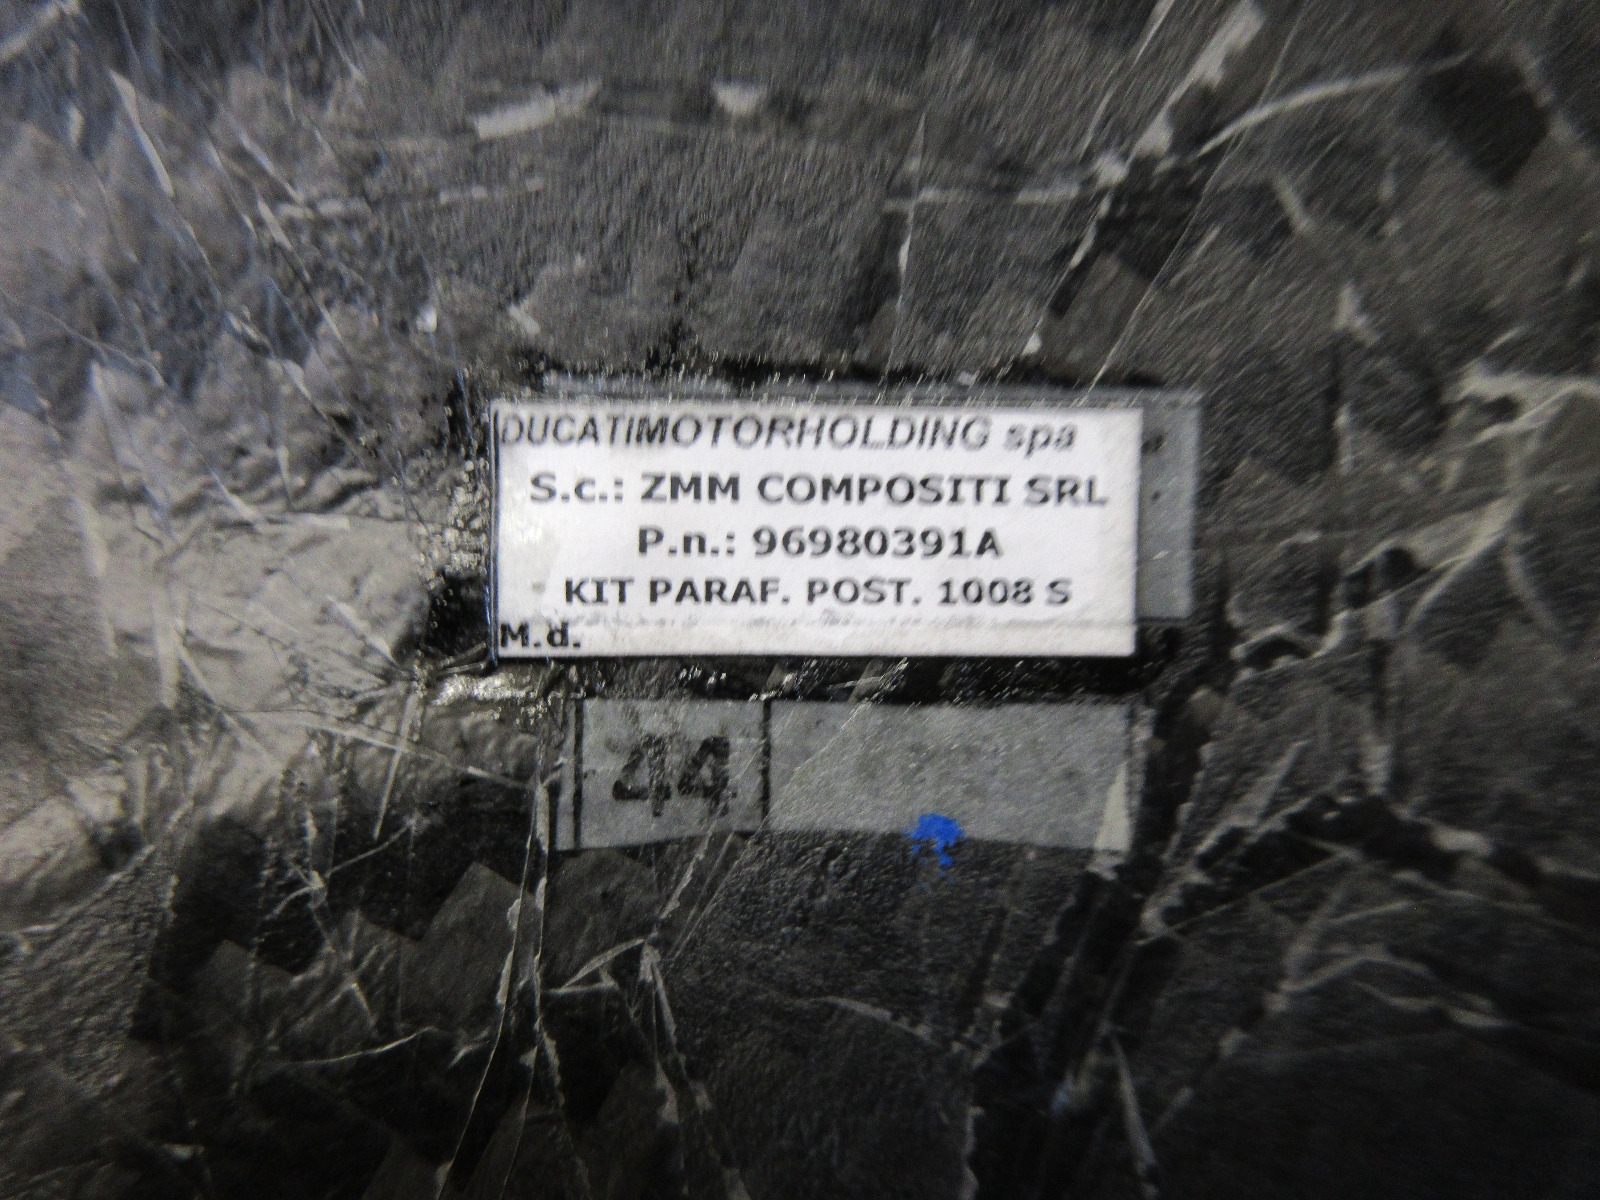 DUCATIMOTORHOLDING spa
S.c.: ZMM COMPOSITI SRL
P.n.: 96980391A
KIT PARAF. POST. 1008 S
M.d.
44